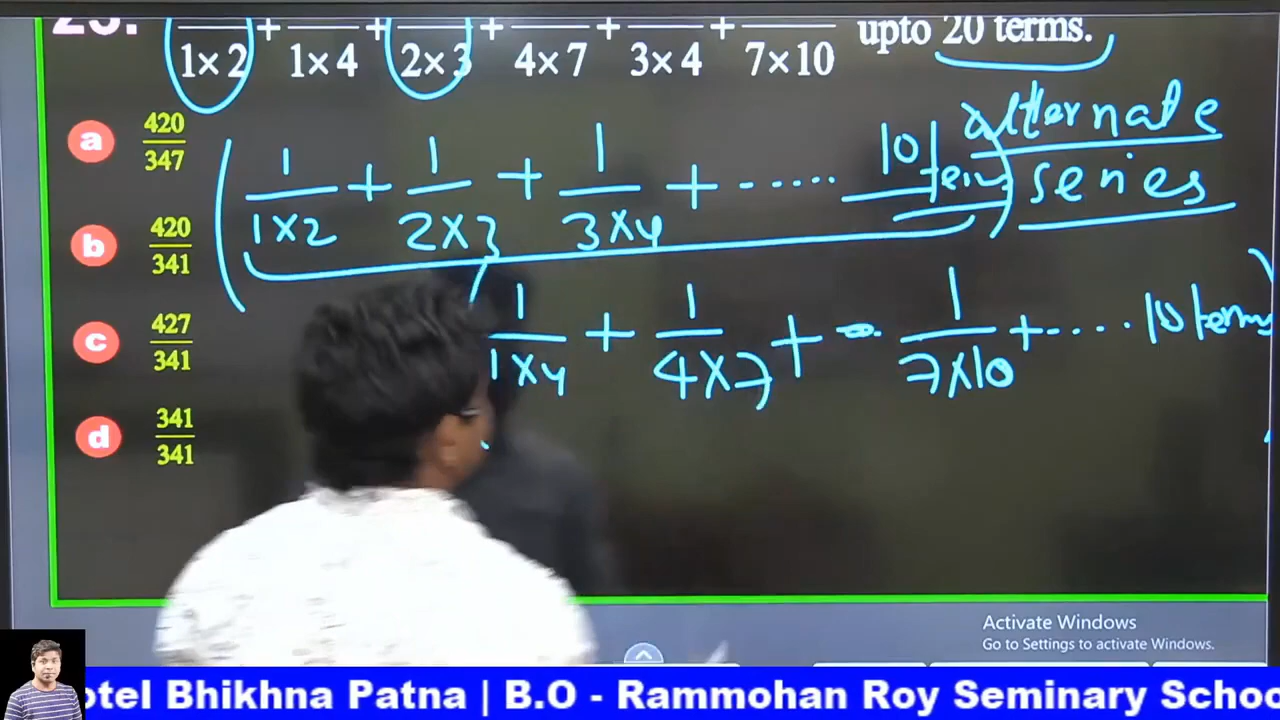 25.
1×2 + 1×4 + 2×3 + 4×7 + 3×4 + 7×10 upto 20 terms.
a 420/347
b 420/341
c 427/341
d 341/341
alternate
series
(1/1×2 + 1/2×3 + 1/3×4 + ...... 10 )
1/1×4 + 1/4×7 + 1/7×10 + .... 10 terms)
Activate Windows
Go to Settings to activate Windows.
otel Bhikhna Patna | B.O - Rammohan Roy Seminary Schoo